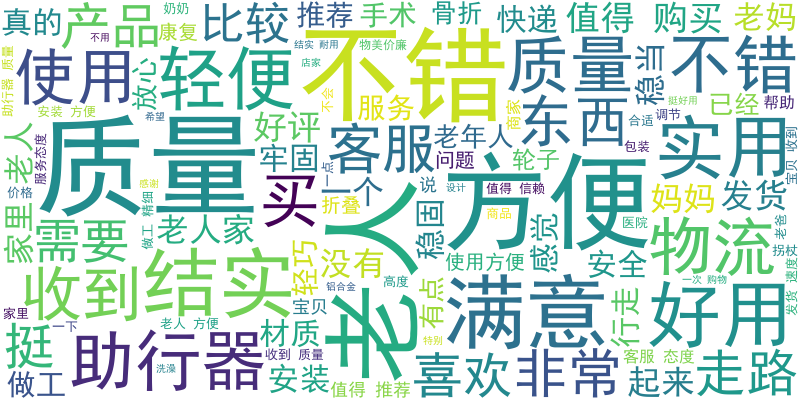 真的
奶奶
产品
康复
不用
比较
推荐
手术
骨折
快递
值得
购买
老妈
结实 耐用
物美价廉
店家
助行器 质量
使用
放心
轻便
不错
质量
稳当
不错
不会
服务
商家
东西
挺好用
已经
帮助
安装 方便
希望
好评
客服
老年人
合适
调节
老人
服务态度
质量
牢固
问题
轮子
包装
实用
宝贝 收到
价格
感谢
买
一点
一个
说
设计
值得 信赖
方便
妈妈
发货
家里
精细
做工
折叠
老人
稳固
商品
感觉
医院
老爸
需要
老人家
轻巧
没有
使用方便
安全
物流
拐杖
速度
收到
结实
铝合金
高度
有点
满意
行走
好用
一次 购物
发货
家里
一下
老人 方便
宝贝
材质
特别
挺
助行器
收到 质量
喜欢
非常
客服 态度
走路
做工
洗澡
安装
值得 推荐
起来